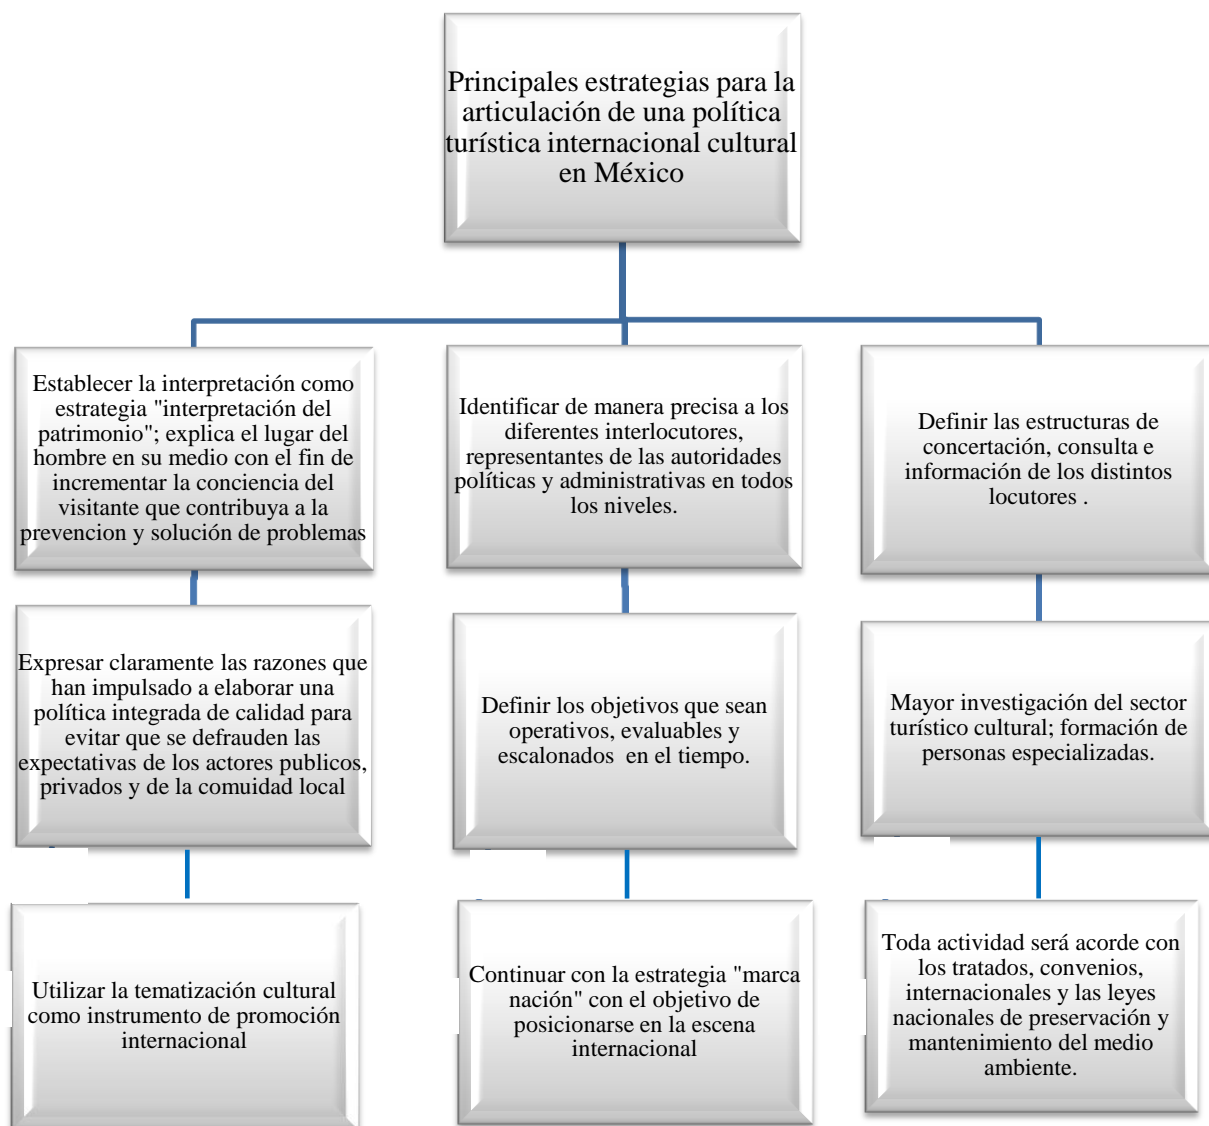 Principales estrategias para la
articulación de una política
turística internacional cultural
en México
Establecer la interpretación como
estrategia "interpretación del
patrimonio"; explica el lugar del
hombre en su medio con el fin de
incrementar la conciencia del
visitante que contribuya a la
prevencion y solución de problemas
Identificar de manera precisa a los
diferentes interlocutores,
representantes de las autoridades
políticas y administrativas en todos
los niveles.
Definir las estructuras de
concertación, consulta e
información de los distintos
locutores .
Expresar claramente las razones que
han impulsado a elaborar una
política integrada de calidad para
evitar que se defrauden las
expectativas de los actores publicos,
privados y de la comuidad local
Definir los objetivos que sean
operativos, evaluables y
escalonados en el tiempo.
Mayor investigación del sector
turístico cultural; formación de
personas especializadas.
Utilizar la tematización cultural
como instrumento de promoción
internacional
Continuar con la estrategia "marca
nación" con el objetivo de
posicionarse en la escena
internacional
Toda actividad será acorde con
los tratados, convenios,
internacionales y las leyes
nacionales de preservación y
mantenimiento del medio
ambiente.